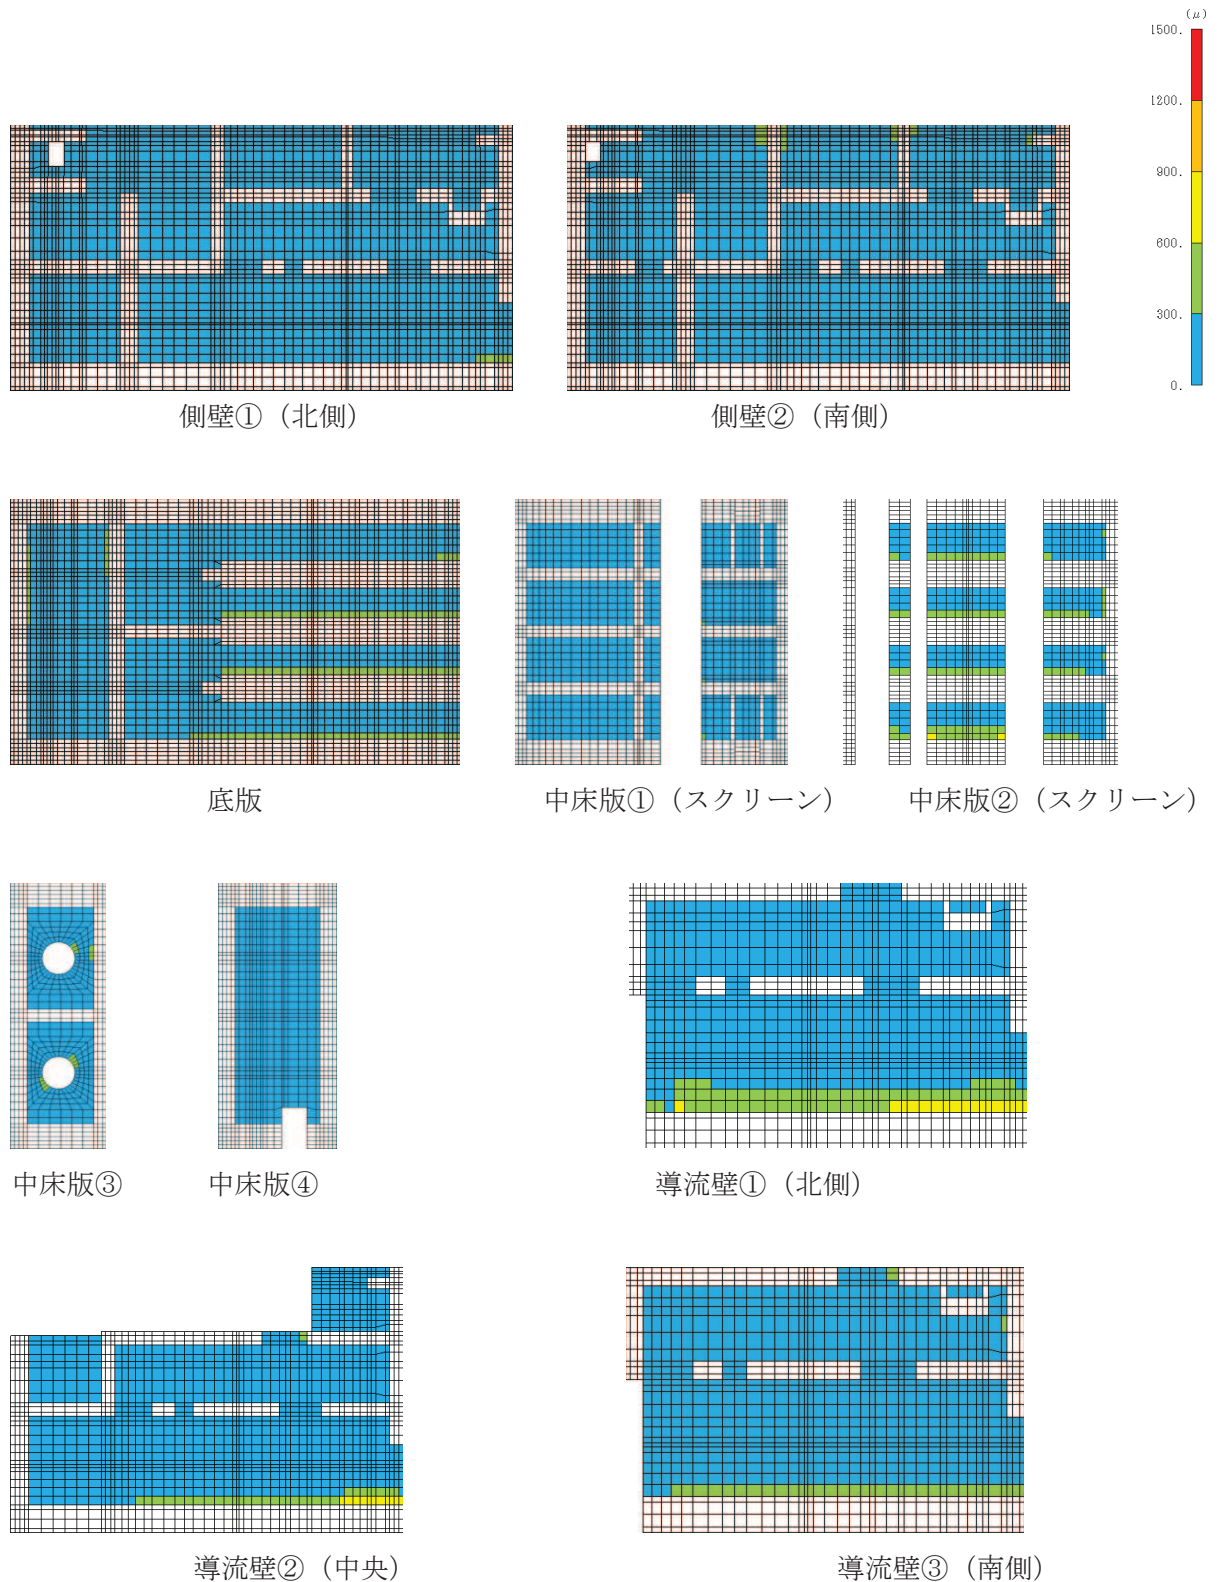 (μ)
1500.
1200.
900.
600.
300.
0.
側壁①（北側）
側壁②（南側）
底版
中床版①（スクリーン）
中床版②（スクリーン）
中床版③
中床版④
導流壁①（北側）
導流壁②（中央）
導流壁③（南側）